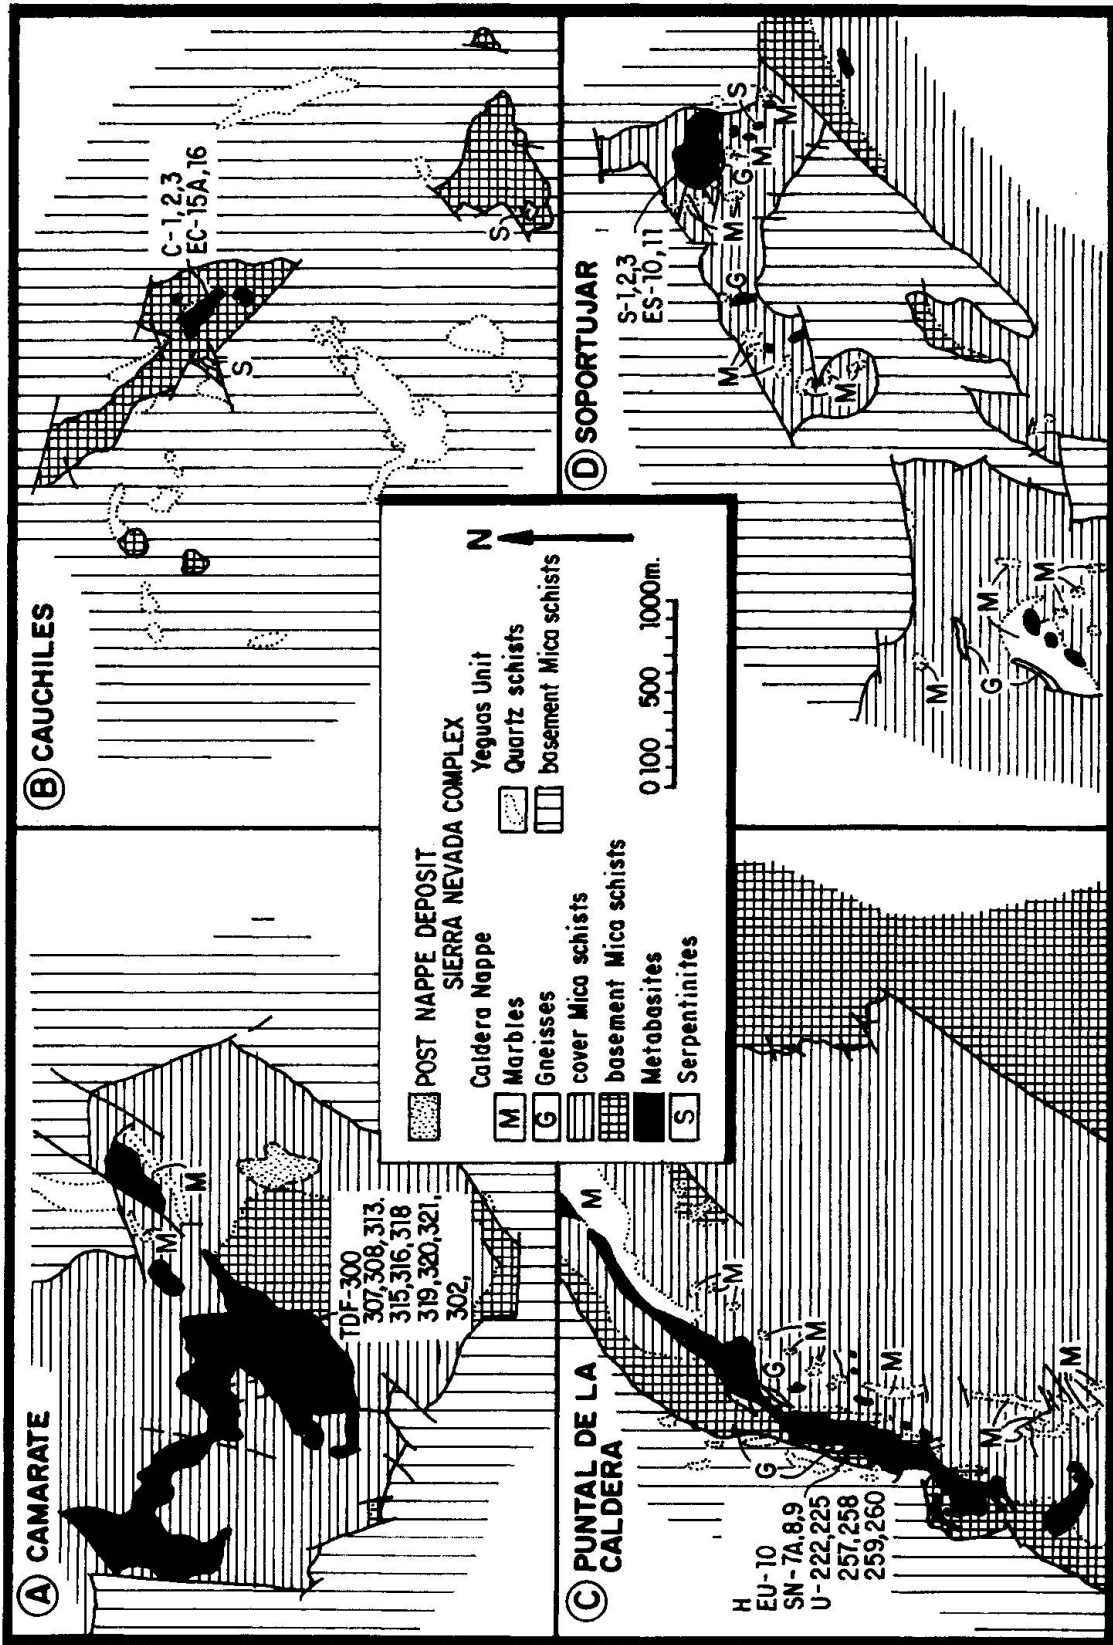 A CAMARATE
M
M
TDF-300
307,308,313.
315,316,318
319,320,321,
302,
B CAUCHILES
C-1,2,3
EC-15A,16
S
S
POST NAPPE DEPOSIT
SIERRA NEVADA COMPLEX
Caldera Nappe
M Marbles
G Gneisses
cover Mica schists
basement Mica schists
Metabasites
S Serpentinites
Yeguas Unit
Quartz schists
basement Mica schists
N
0 100 500 1000m.
C PUNTAL DE LA
CALDERA
M
M
G
M
M
G
M
M
H
EU-10
SN-7A,8,9
U-222,225
257,258
259,260
D SOPORTUJAR
S-1,2,3
ES-10,11
S
M
M
G
M
G
M
M
M
M
M
G
M